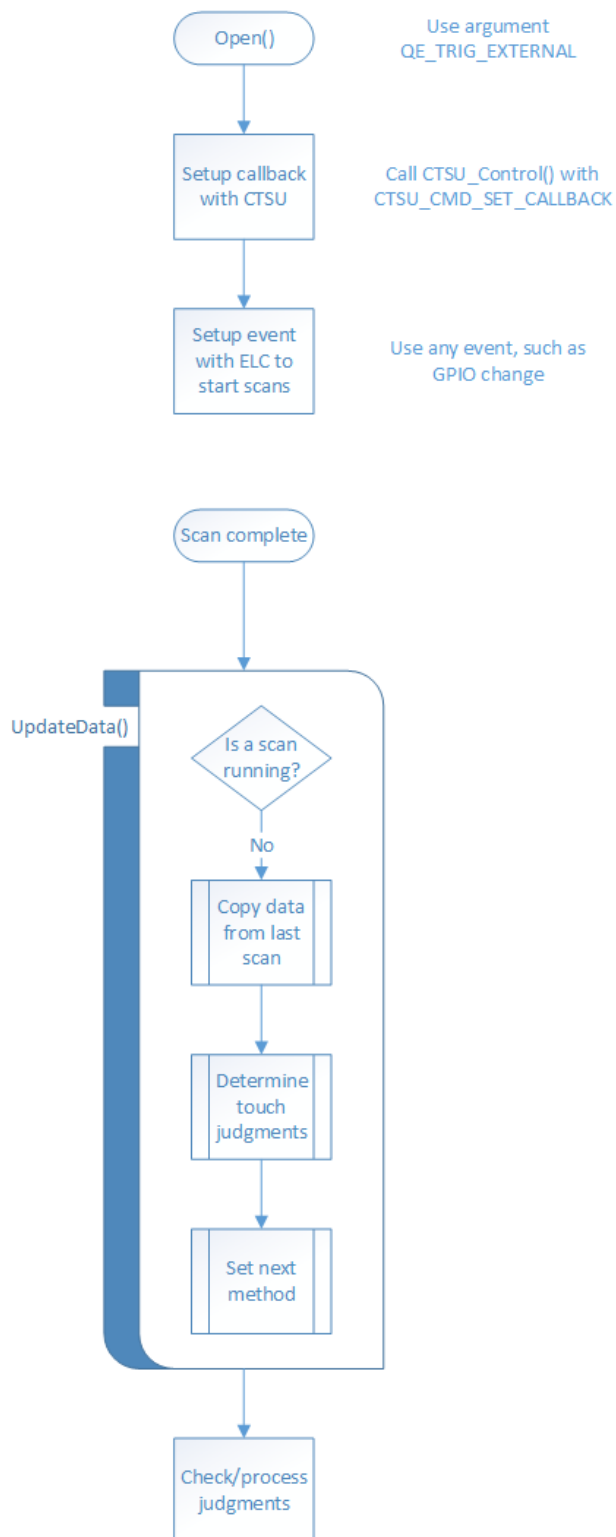 Open()
Use argument
QE_TRIG_EXTERNAL
Setup callback
with CTSU
Call CTSU_Control() with
CTSU_CMD_SET_CALLBACK
Setup event
with ELC to
start scans
Use any event, such as
GPIO change
Scan complete
UpdateData()
Is a scan
running?
No
Copy data
from last
scan
Determine
touch
judgments
Set next
method
Check/process
judgments